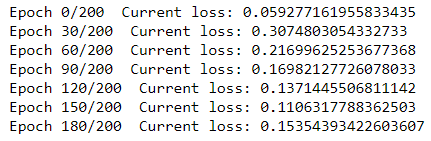 Epoch 0/200  Current loss: 0.059277161955833435
Epoch 30/200  Current loss: 0.3074803054332733
Epoch 60/200  Current loss: 0.21699625253677368
Epoch 90/200  Current loss: 0.16982127726078033
Epoch 120/200  Current loss: 0.1371445506811142
Epoch 150/200  Current loss: 0.1106317788362503
Epoch 180/200  Current loss: 0.15354393422603607